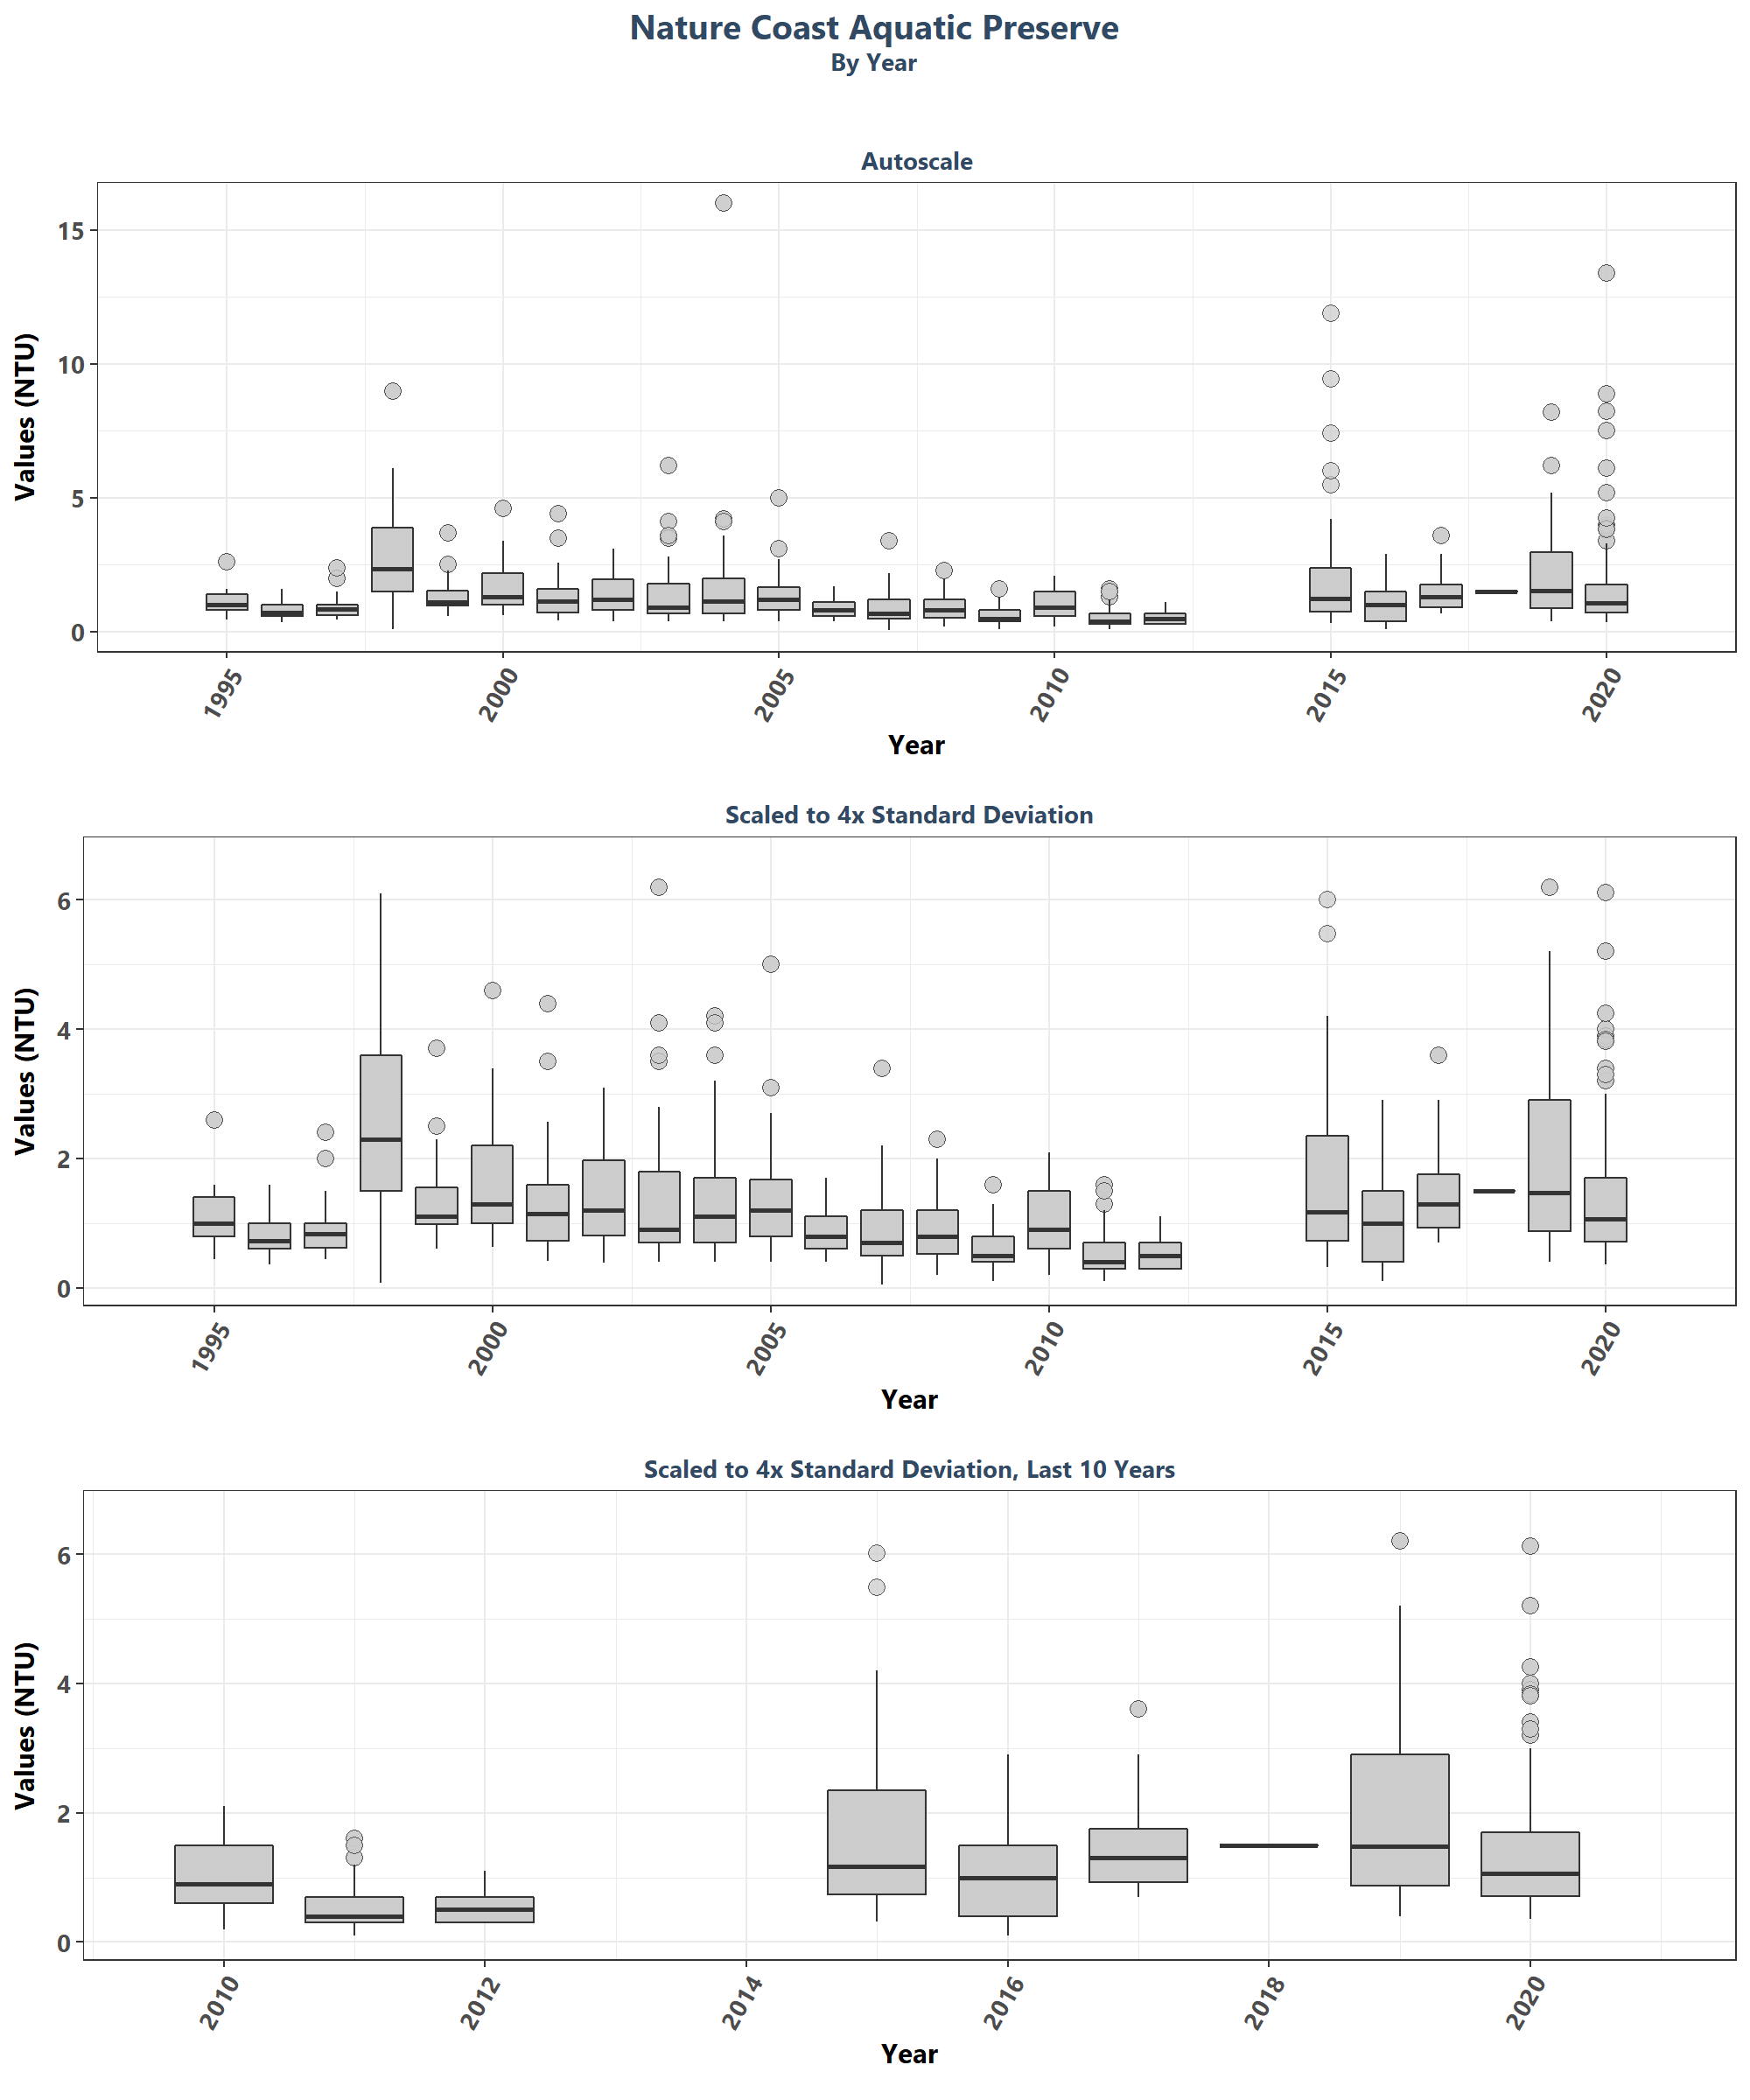 Nature Coast Aquatic Preserve
By Year
Autoscale
Values (NTU)
15
10
5
0
1995
2000
2005
2010
2015
2020
Year
Scaled to 4x Standard Deviation
Values (NTU)
6
4
2
0
1995
2000
2005
2010
2015
2020
Year
Scaled to 4x Standard Deviation, Last 10 Years
Values (NTU)
6
4
2
0
2010
2012
2014
2016
2018
2020
Year